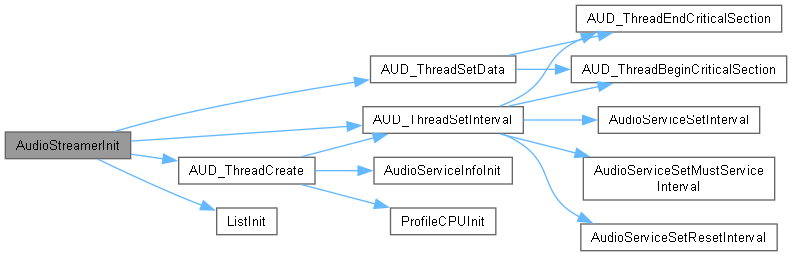 AudioStreamerInit
AUD_ThreadSetData
AUD_ThreadSetInterval
AUD_ThreadCreate
ListInit
AudioServiceInfoInit
ProfileCPUInit
AUD_ThreadEndCriticalSection
AUD_ThreadBeginCriticalSection
AudioServiceSetInterval
AudioServiceSetMustService
Interval
AudioServiceSetResetInterval